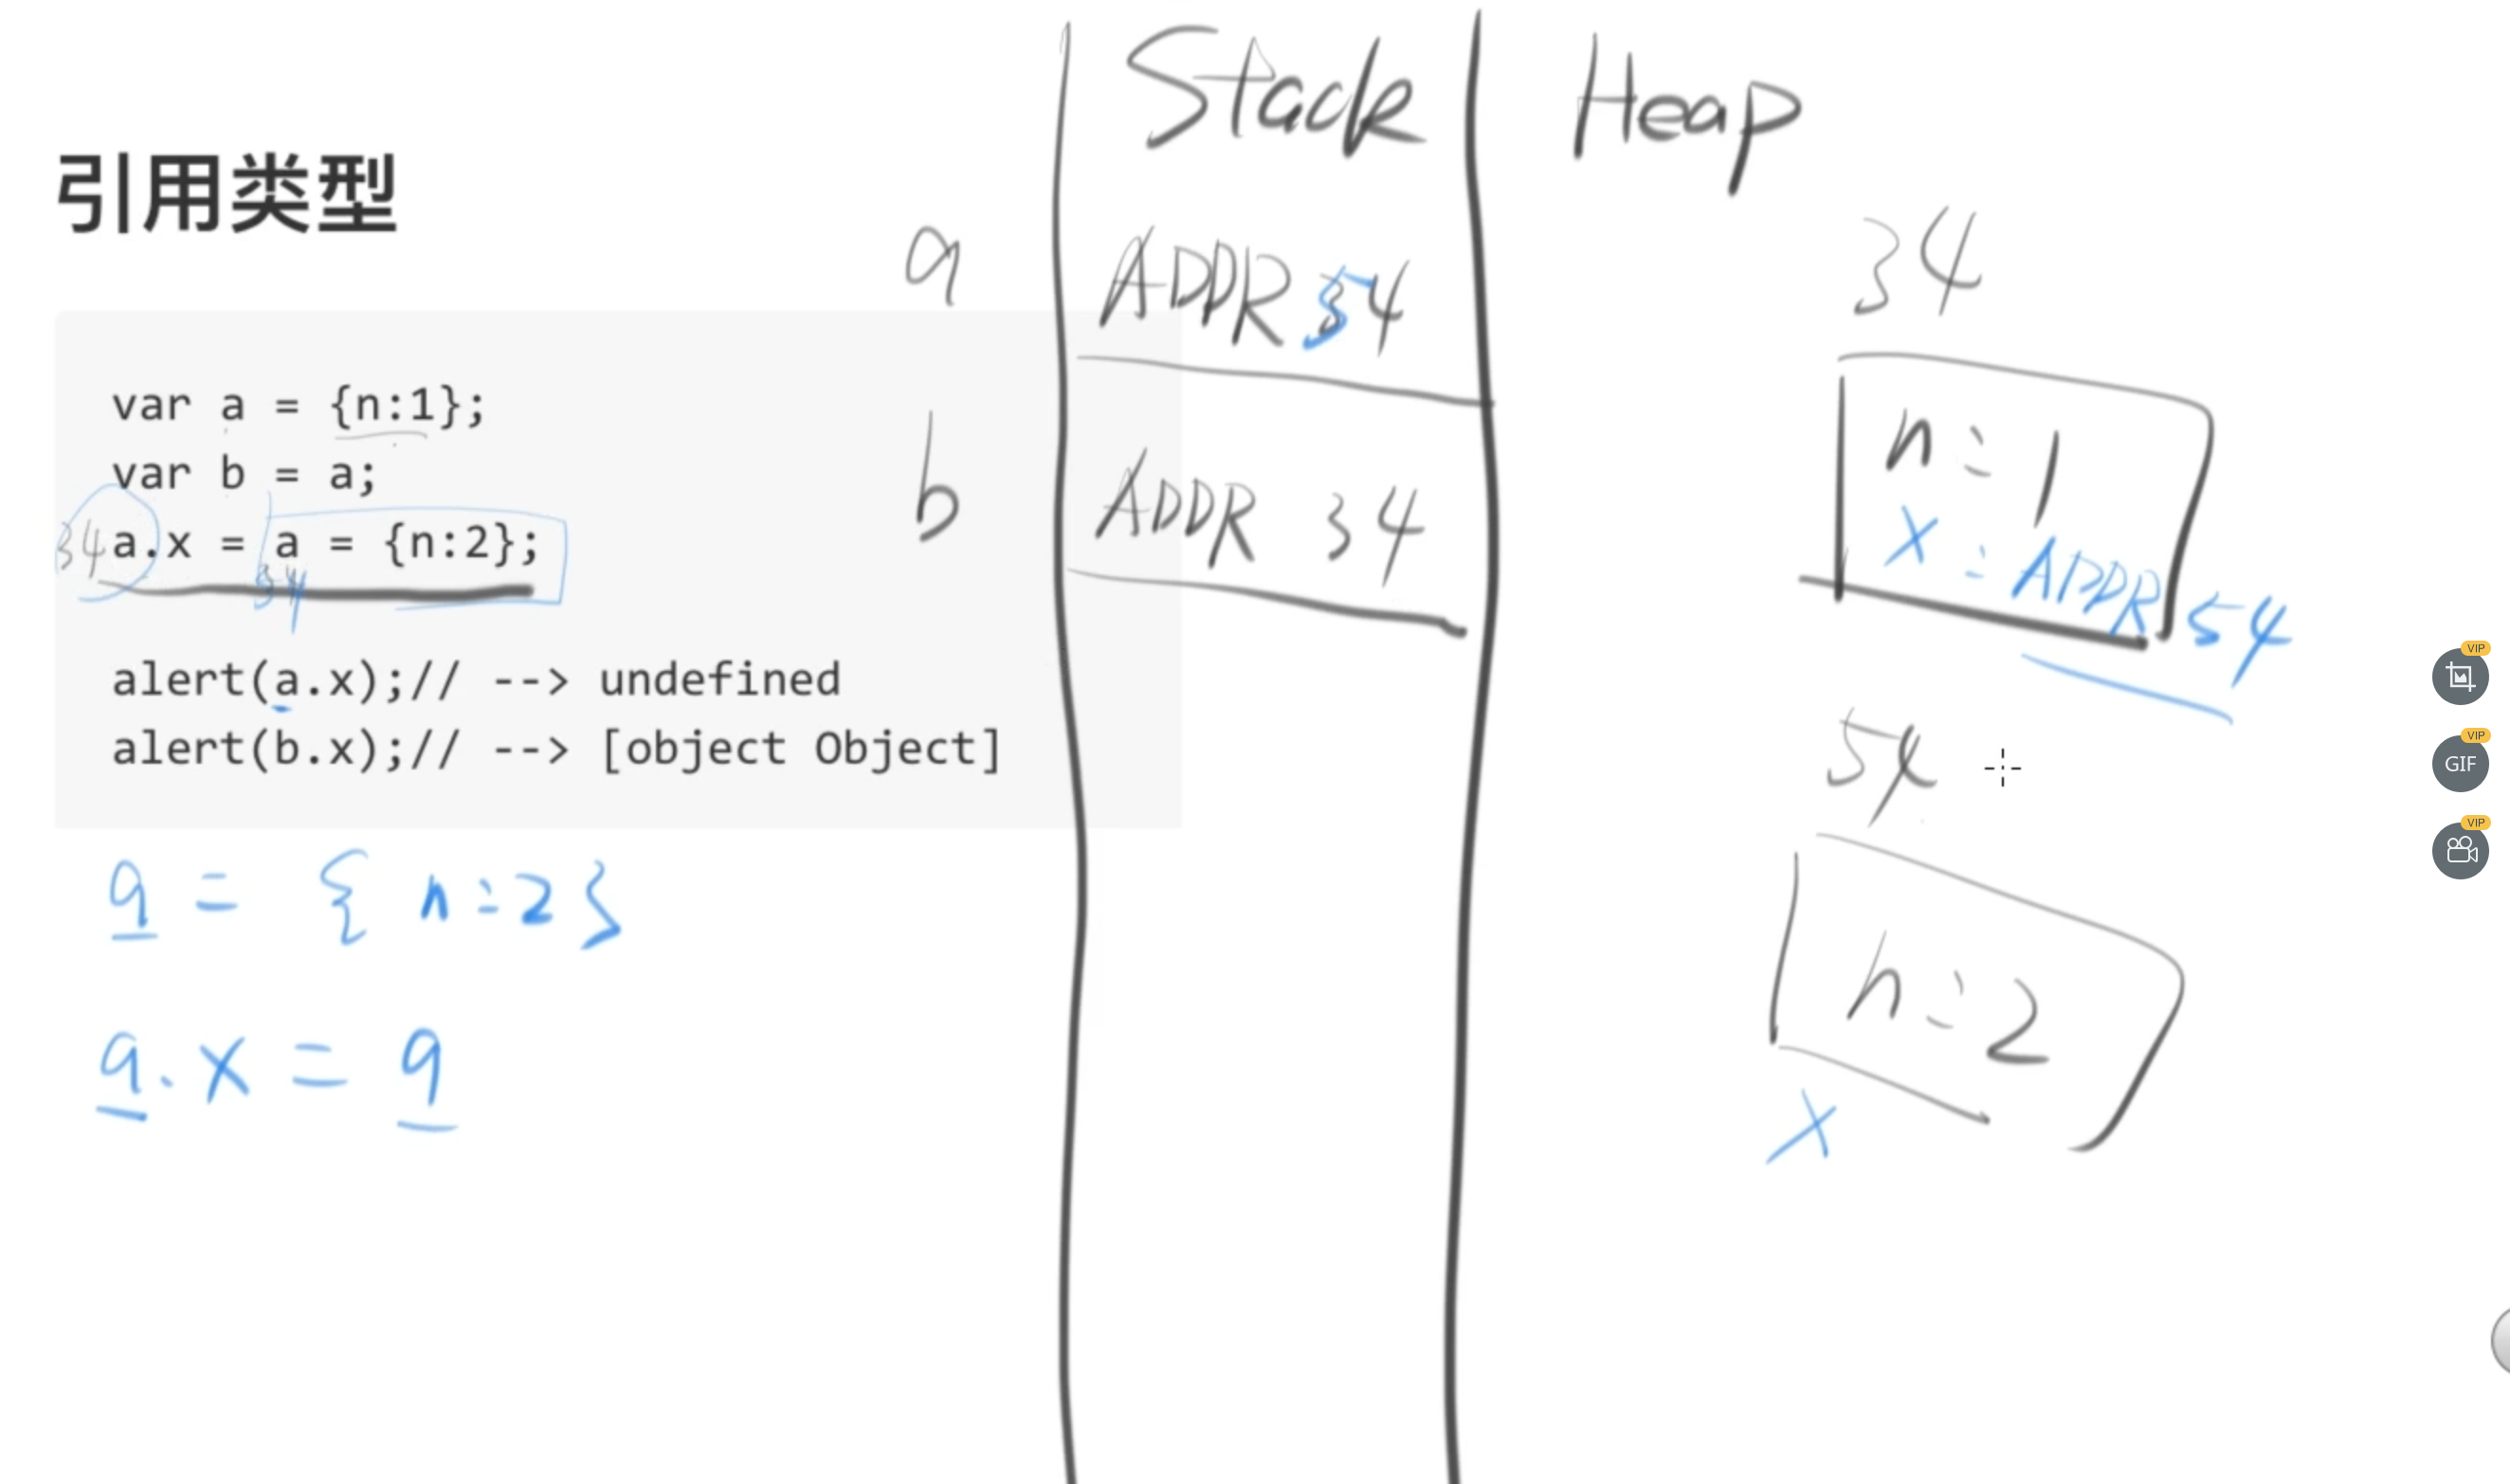 引用类型
var a = {n:1};
var b = a;
34 a.x = a = {n:2};
34
alert(a.x);// --> undefined
alert(b.x);// --> [object Object]
a = { n:2 }
a.x = a
Stack
a ADDR 54
b ADDR 34
Heap
34
n:1
x:ADDR 54
54
n:2
x
VIP
VIP
GIF
VIP